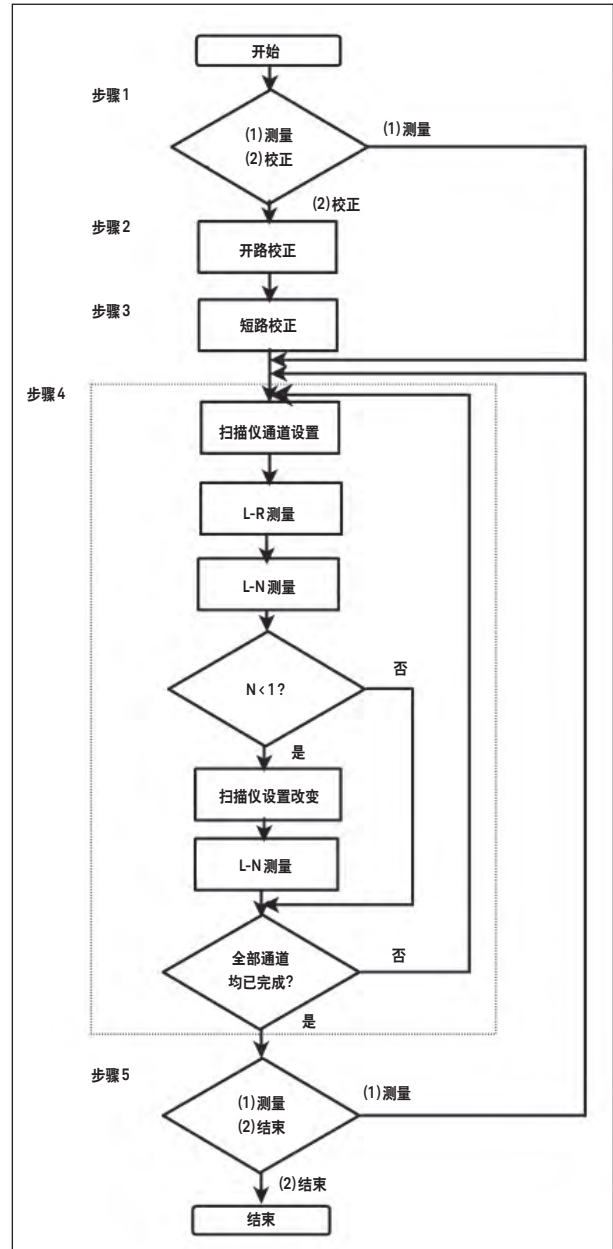 开始
步骤1
(1)测量
(2)校正
(1)测量
(2)校正
步骤2
开路校正
步骤3
短路校正
步骤4
扫描仪通道设置
L-R测量
L-N测量
N<1?
否
是
扫描仪设置改变
L-N测量
全部通道
均已完成?
否
是
步骤5
(1)测量
(2)结束
(1)测量
(2)结束
结束